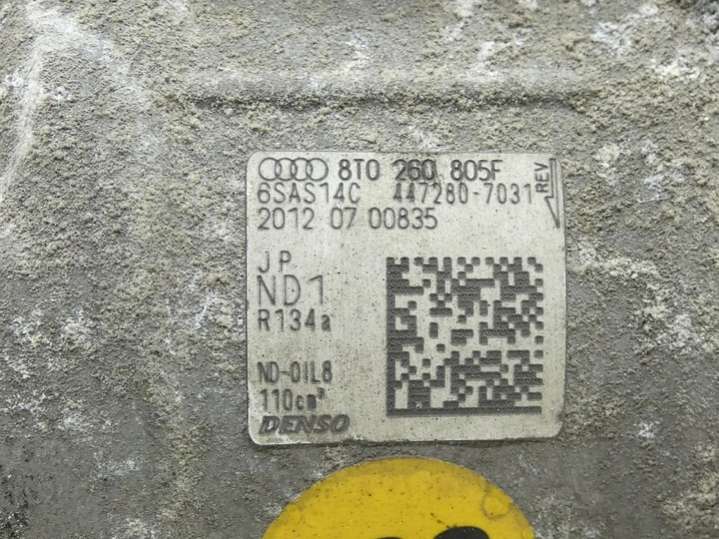 8T0 260 805F
6SAS14C 447280-7031
REV
2012 07 00835
JP
ND1
R134a
ND-OIL8
110cm³
DENSO